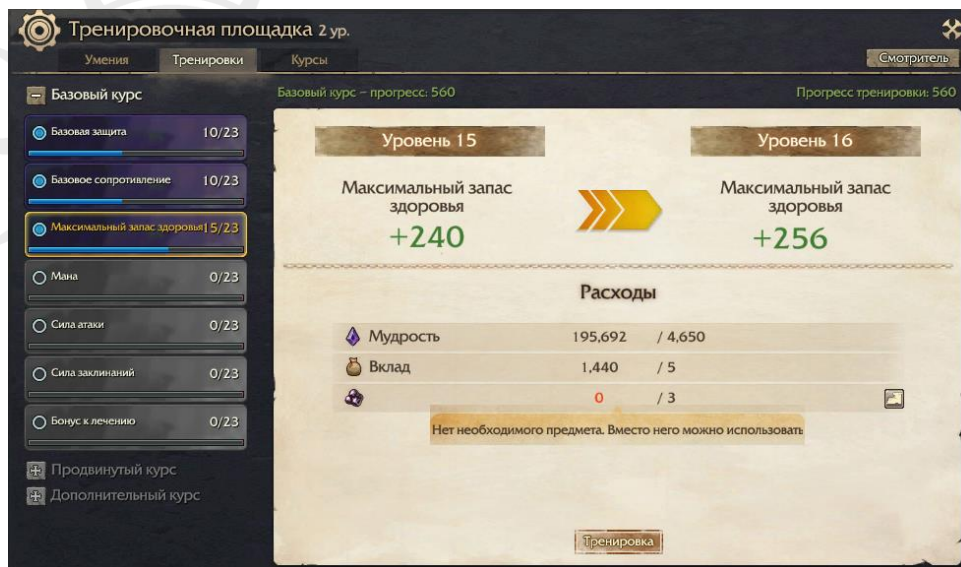 Тренировочная площадка 2 ур.
Умения Тренировки Курсы Смотритель
Базовый курс
Базовый курс – прогресс: 560 Прогресс тренировки: 560
Базовая защита 10/23
Базовое сопротивление 10/23
Максимальный запас здоровья 15/23
Мана 0/23
Сила атаки 0/23
Сила заклинаний 0/23
Бонус к лечению 0/23
Продвинутый курс
Дополнительный курс
Уровень 15 Уровень 16
Максимальный запас
здоровья
+240
Максимальный запас
здоровья
+256
Расходы
Мудрость 195,692 / 4,650
Вклад 1,440 / 5
0 / 3
Нет необходимого предмета. Вместо него можно использовать
Тренировка